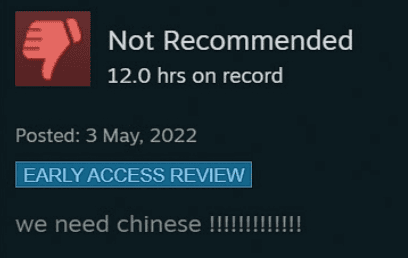 Not Recommended
12.0 hrs on record
Posted: 3 May, 2022
EARLY ACCESS REVIEW
we need chinese !!!!!!!!!!!!!